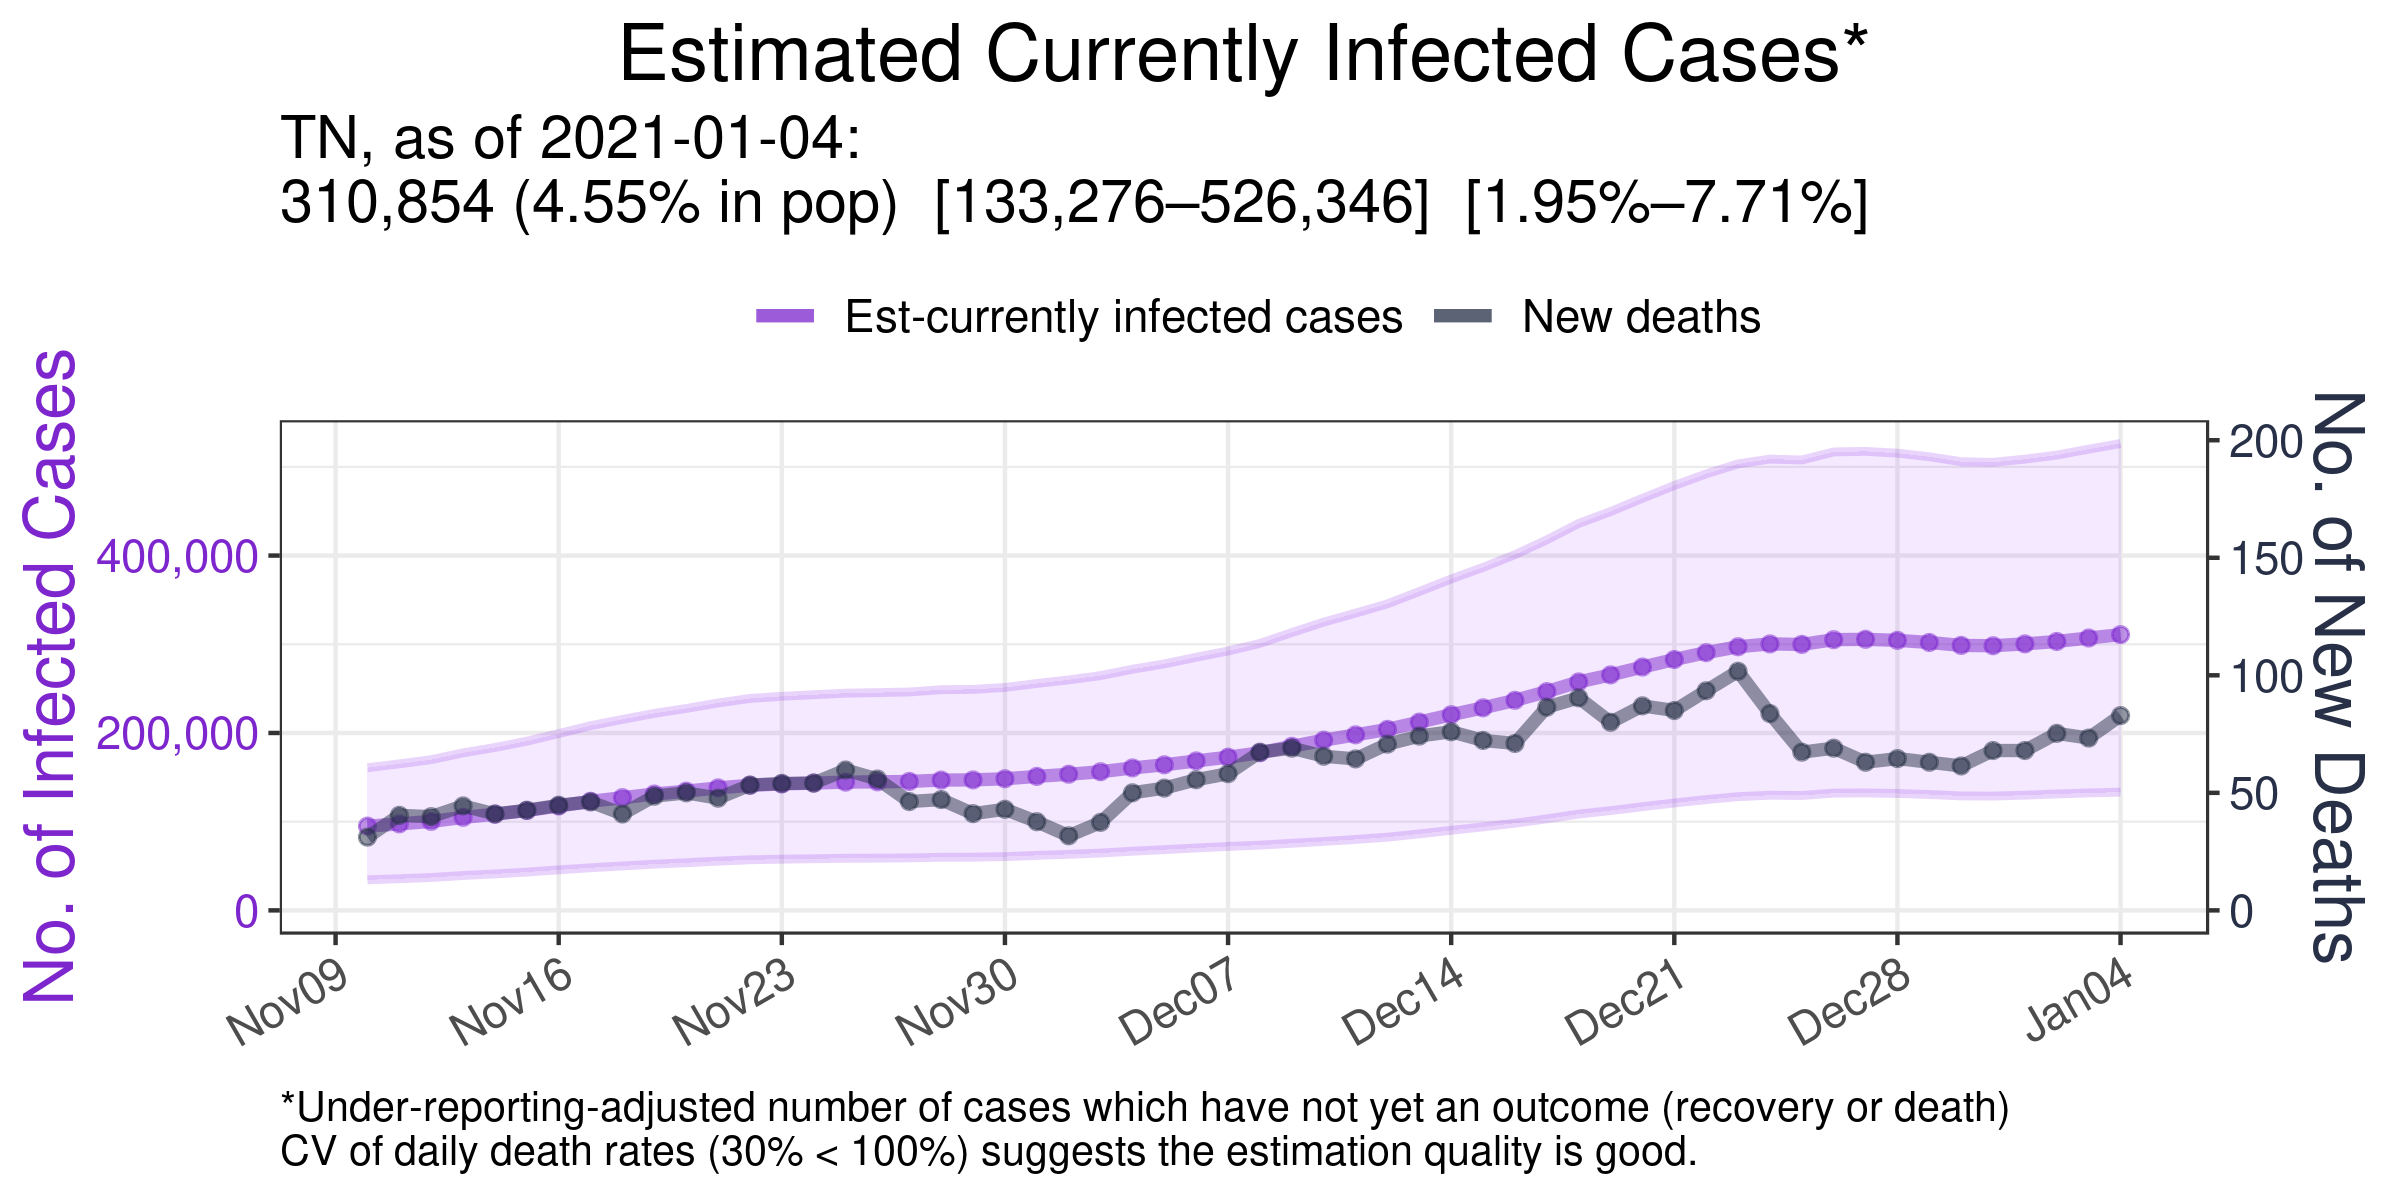 Estimated Currently Infected Cases*
TN, as of 2021-01-04:
310,854 (4.55% in pop)  [133,276–526,346]  [1.95%–7.71%]
Est-currently infected cases
New deaths
No. of Infected Cases
400,000
200,000
0
200
150
100
50
0
No. of New Deaths
Nov09
Nov16
Nov23
Nov30
Dec07
Dec14
Dec21
Dec28
Jan04
*Under-reporting-adjusted number of cases which have not yet an outcome (recovery or death)
CV of daily death rates (30% < 100%) suggests the estimation quality is good.